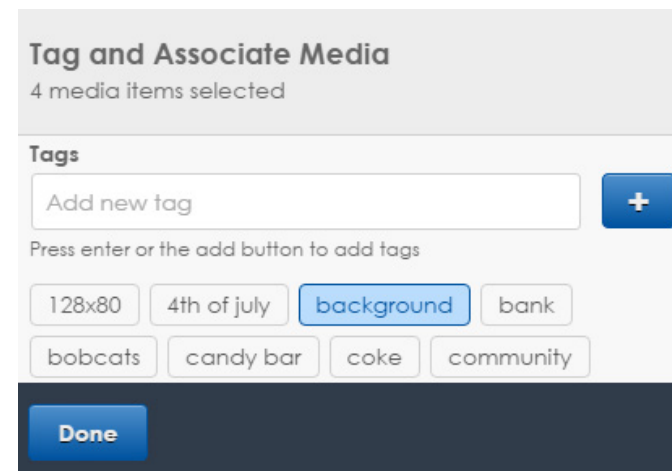 Tag and Associate Media
4 media items selected
Tags
Add new tag
+
Press enter or the add button to add tags
128x80 4th of july background bank
bobcats candy bar coke community
Done